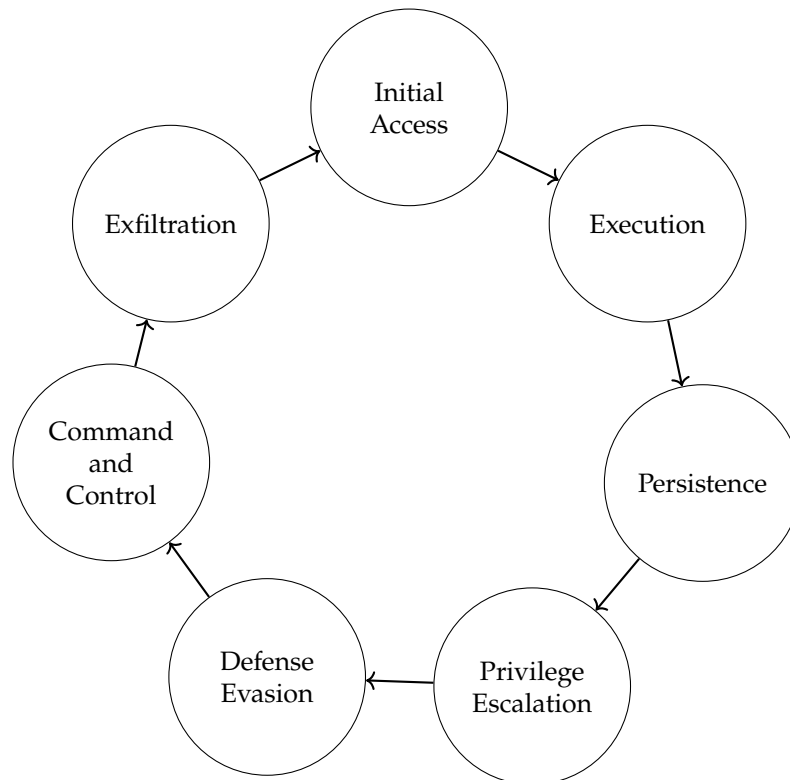 Initial
Access
Execution
Persistence
Privilege
Escalation
Defense
Evasion
Command
and
Control
Exfiltration